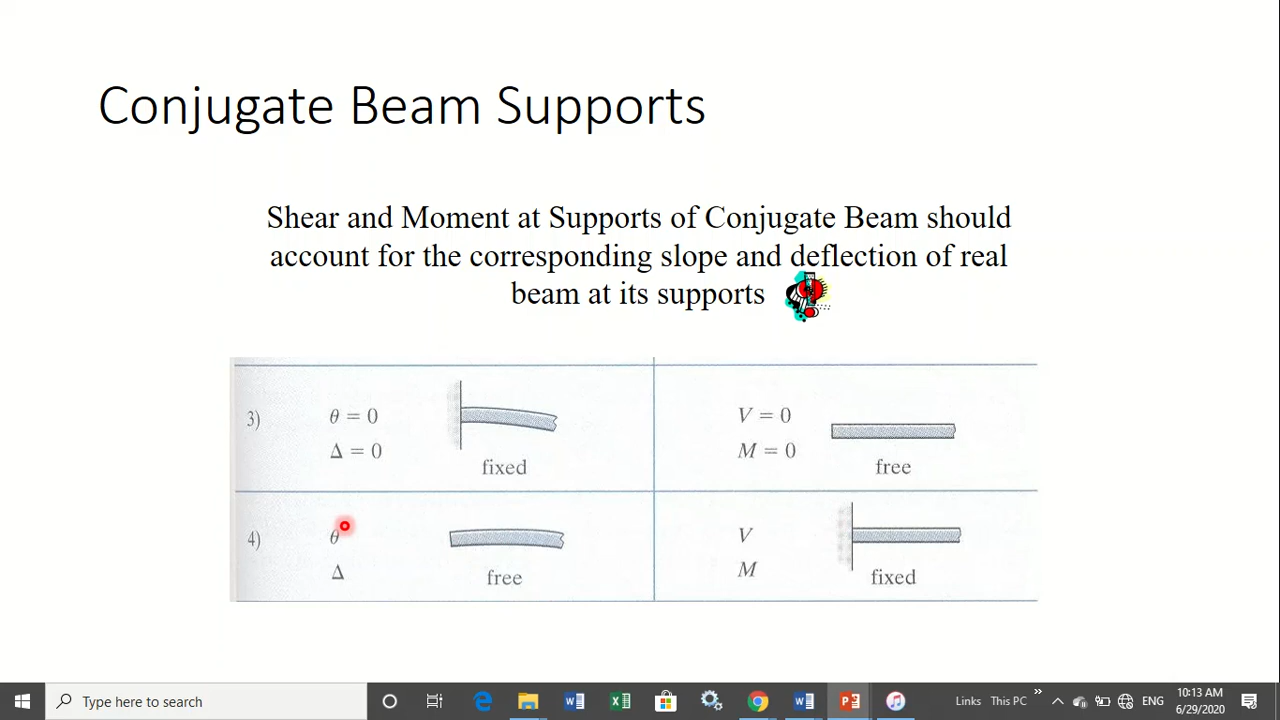 Conjugate Beam Supports
Shear and Moment at Supports of Conjugate Beam should
account for the corresponding slope and deflection of real
beam at its supports
3)
θ = 0
Δ = 0
fixed
V = 0
M = 0
free
4)
θ
Δ
free
V
M
fixed
Type here to search
Links
This PC
»
ENG
10:13 AM
6/29/2020